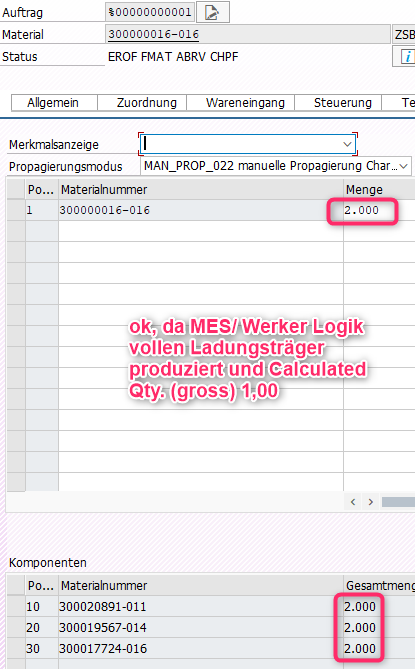 Auftrag %00000000001
Material 300000016-016 ZSB
Status EROF FMAT ABRV CHPF
Allgemein Zuordnung Wareneingang Steuerung Te
Merkmalsanzeige
Propagierungsmodus MAN_PROP_022 manuelle Propagierung Char...
Po... Materialnummer Menge
1 300000016-016 2.000
ok, da MES/ Werker Logik
vollen Ladungsträger
produziert und Calculated
Qty. (gross) 1,00
Komponenten
Po... Materialnummer Gesamtmeng
10 300020891-011 2.000
20 300019567-014 2.000
30 300017724-016 2.000